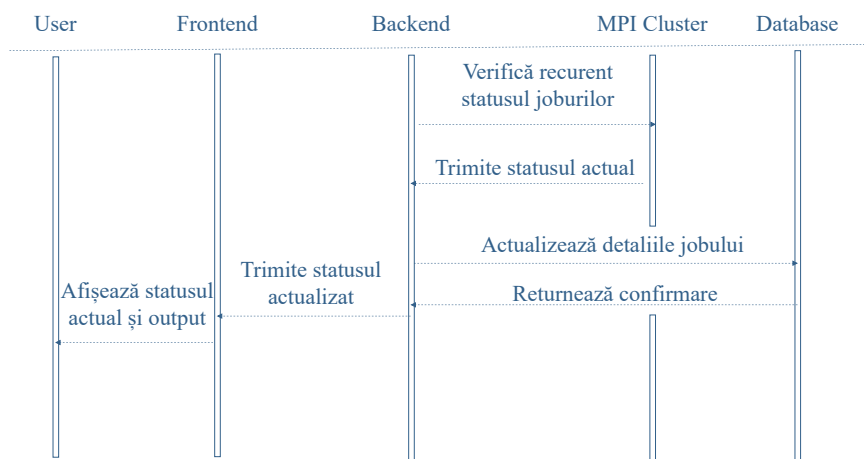 User
Frontend
Backend
MPI Cluster
Database
Verifică recurent
statusul joburilor
Trimite statusul actual
Actualizează detaliile jobului
Returnează confirmare
Trimite statusul
actualizat
Afișează statusul
actual și output